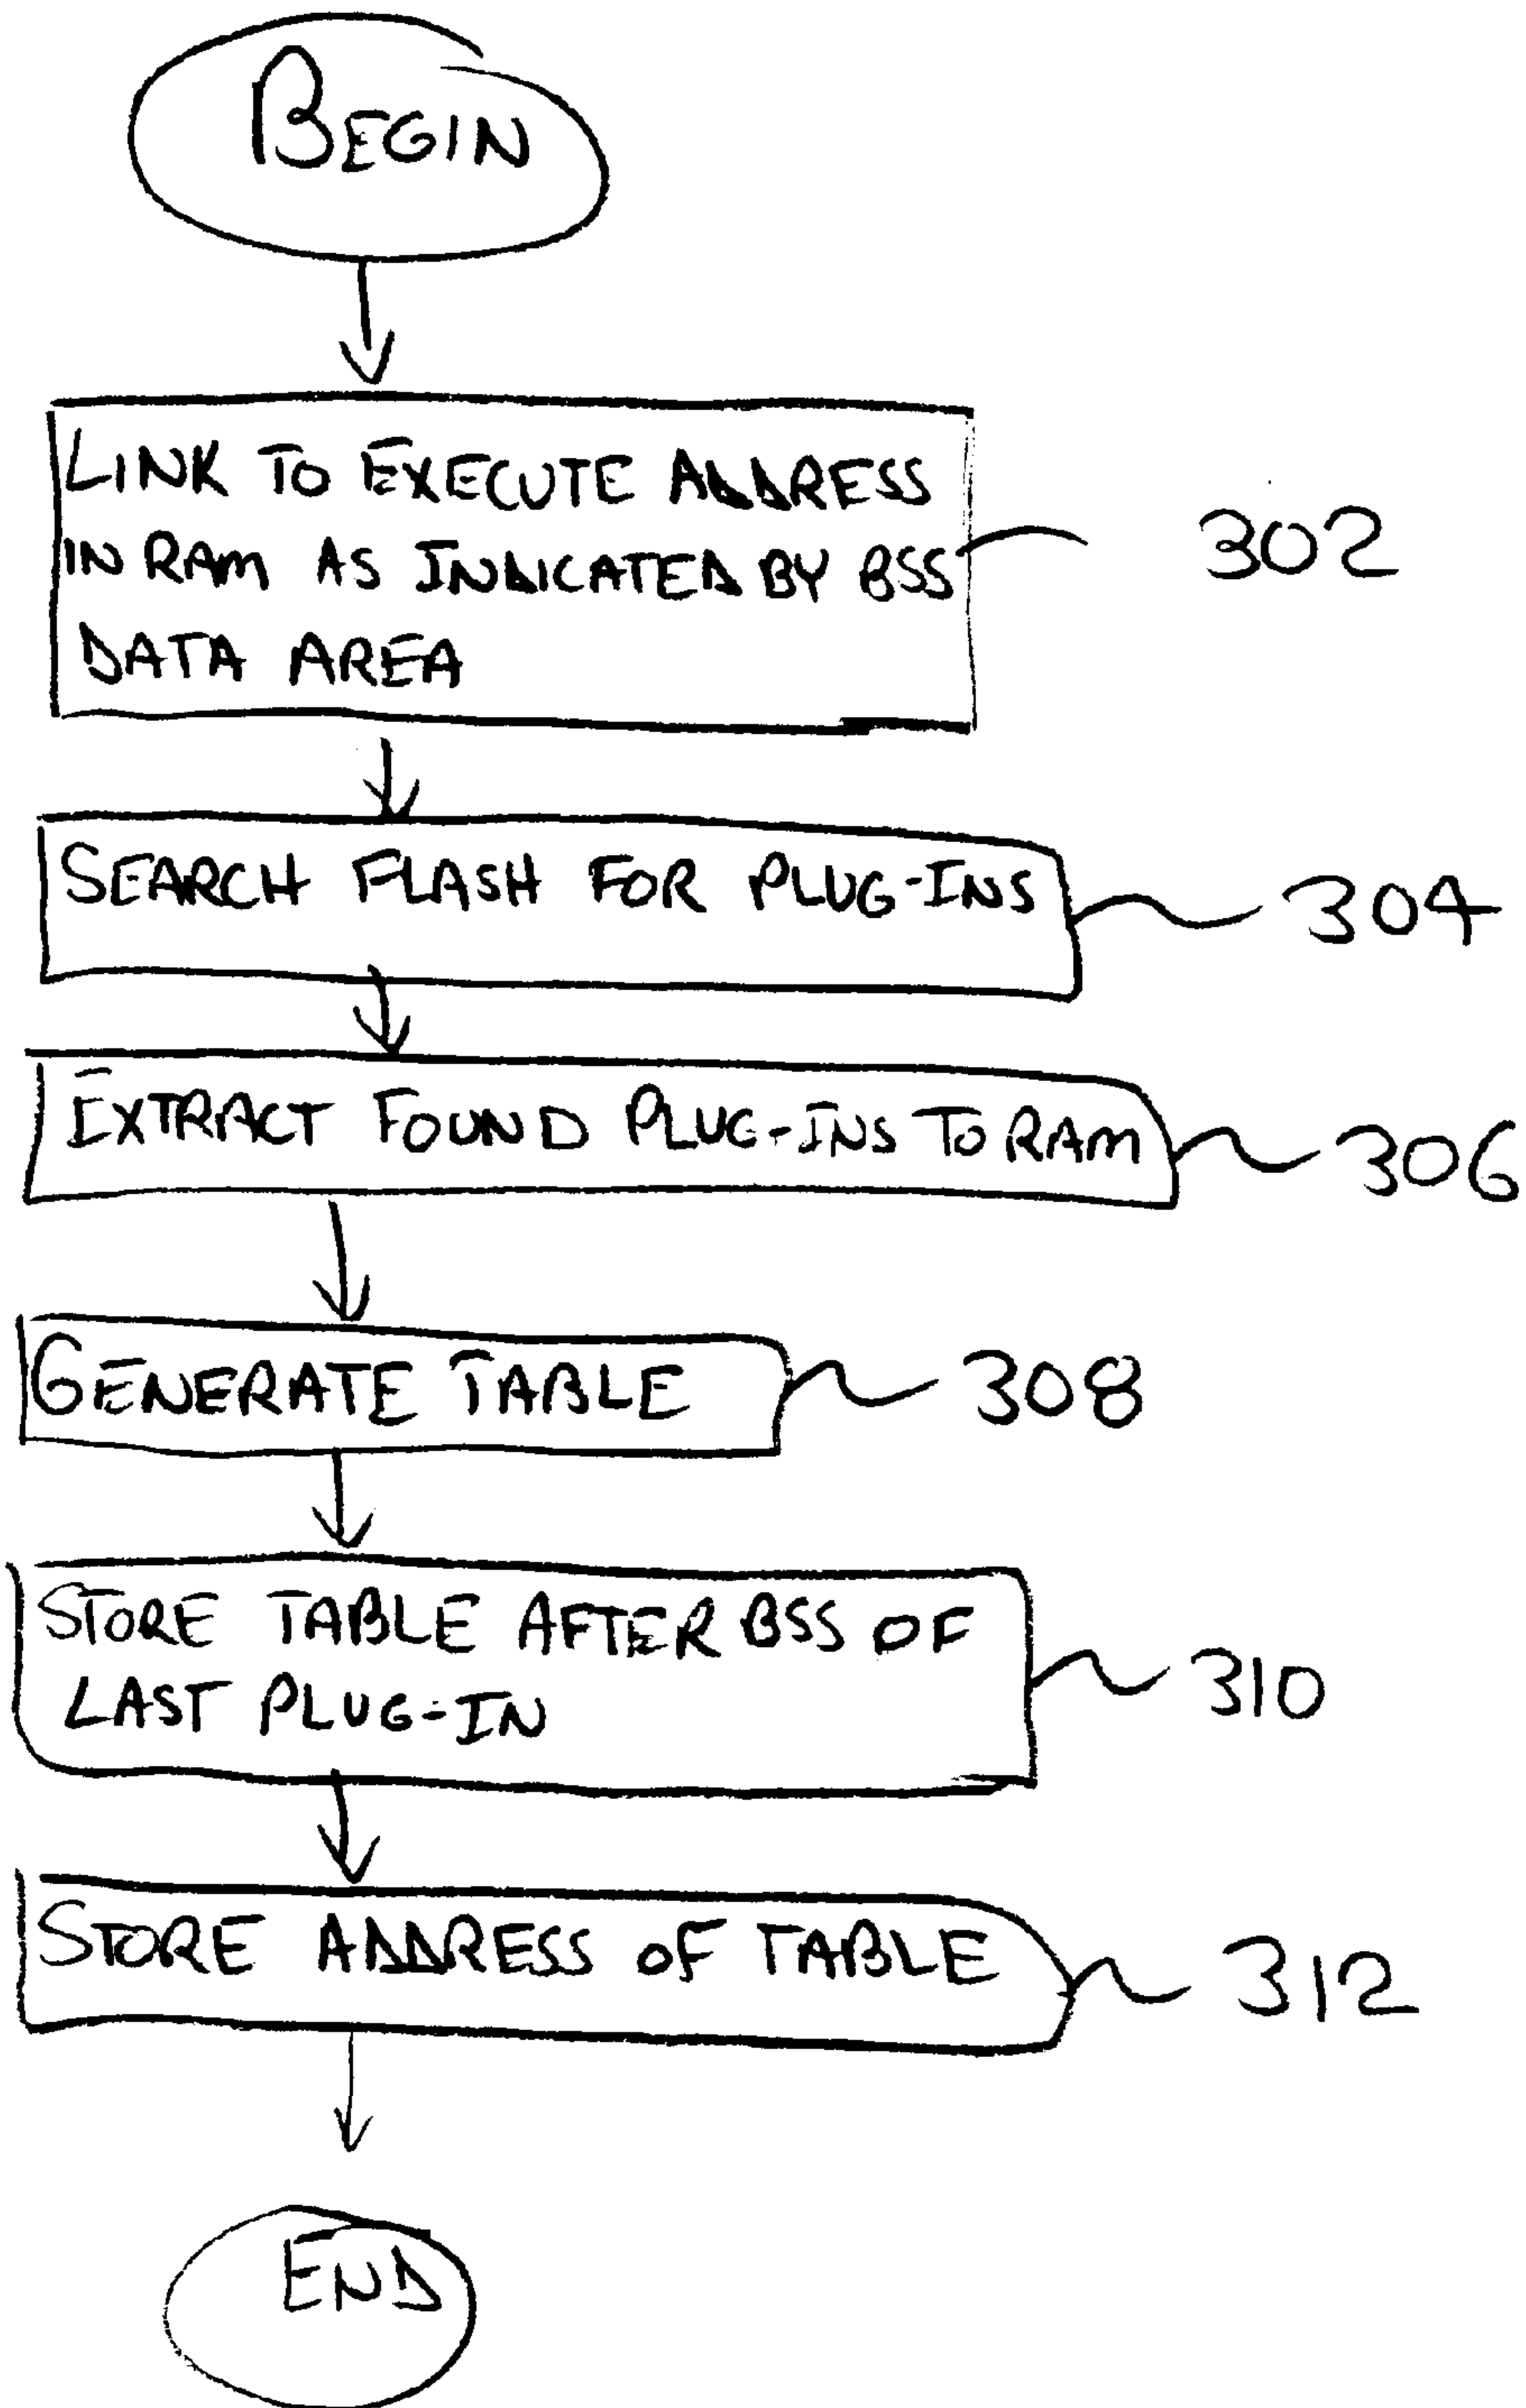 BEGIN
LINK TO EXECUTE ADDRESS
IN RAM AS INDICATED BY BSS
DATA AREA
302
SEARCH FLASH FOR PLUG-INS
304
EXTRACT FOUND PLUG-INS TO RAM
306
GENERATE TABLE
308
STORE TABLE AFTER BSS OF
LAST PLUG-IN
310
STORE ADDRESS OF TABLE
312
END